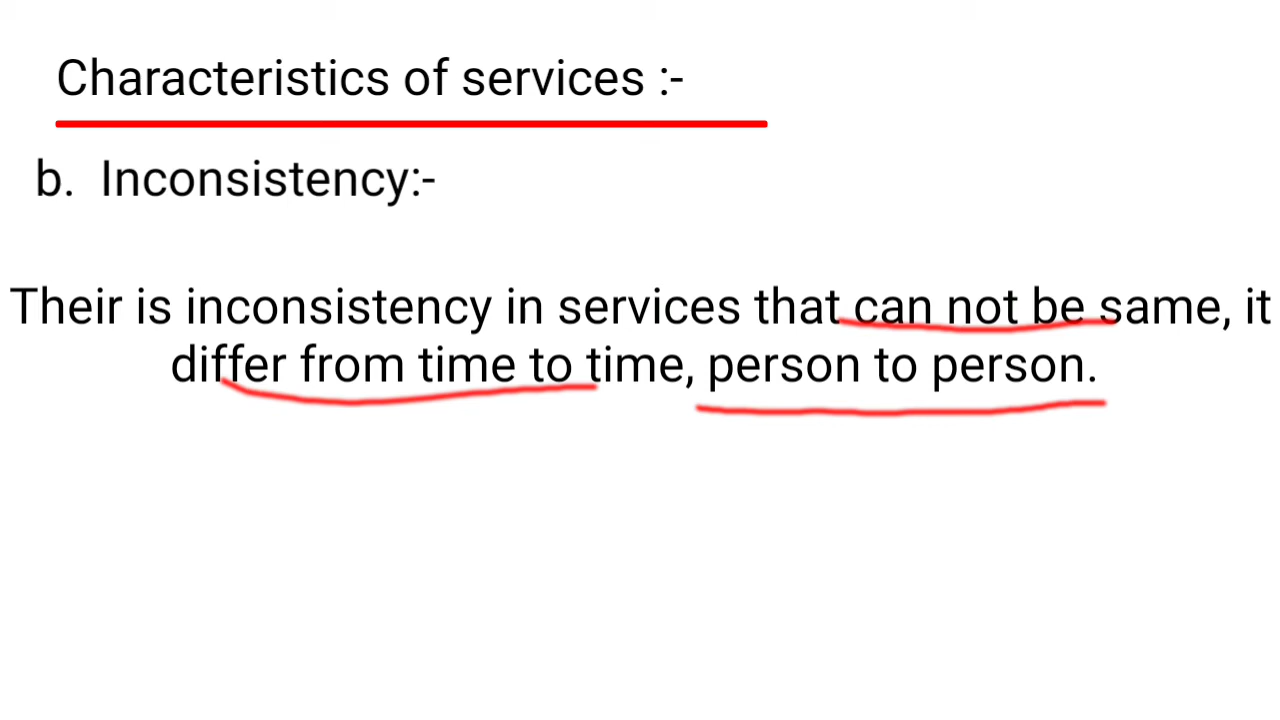 Characteristics of services :-
b. Inconsistency:-
Their is inconsistency in services that can not be same, it
differ from time to time, person to person.